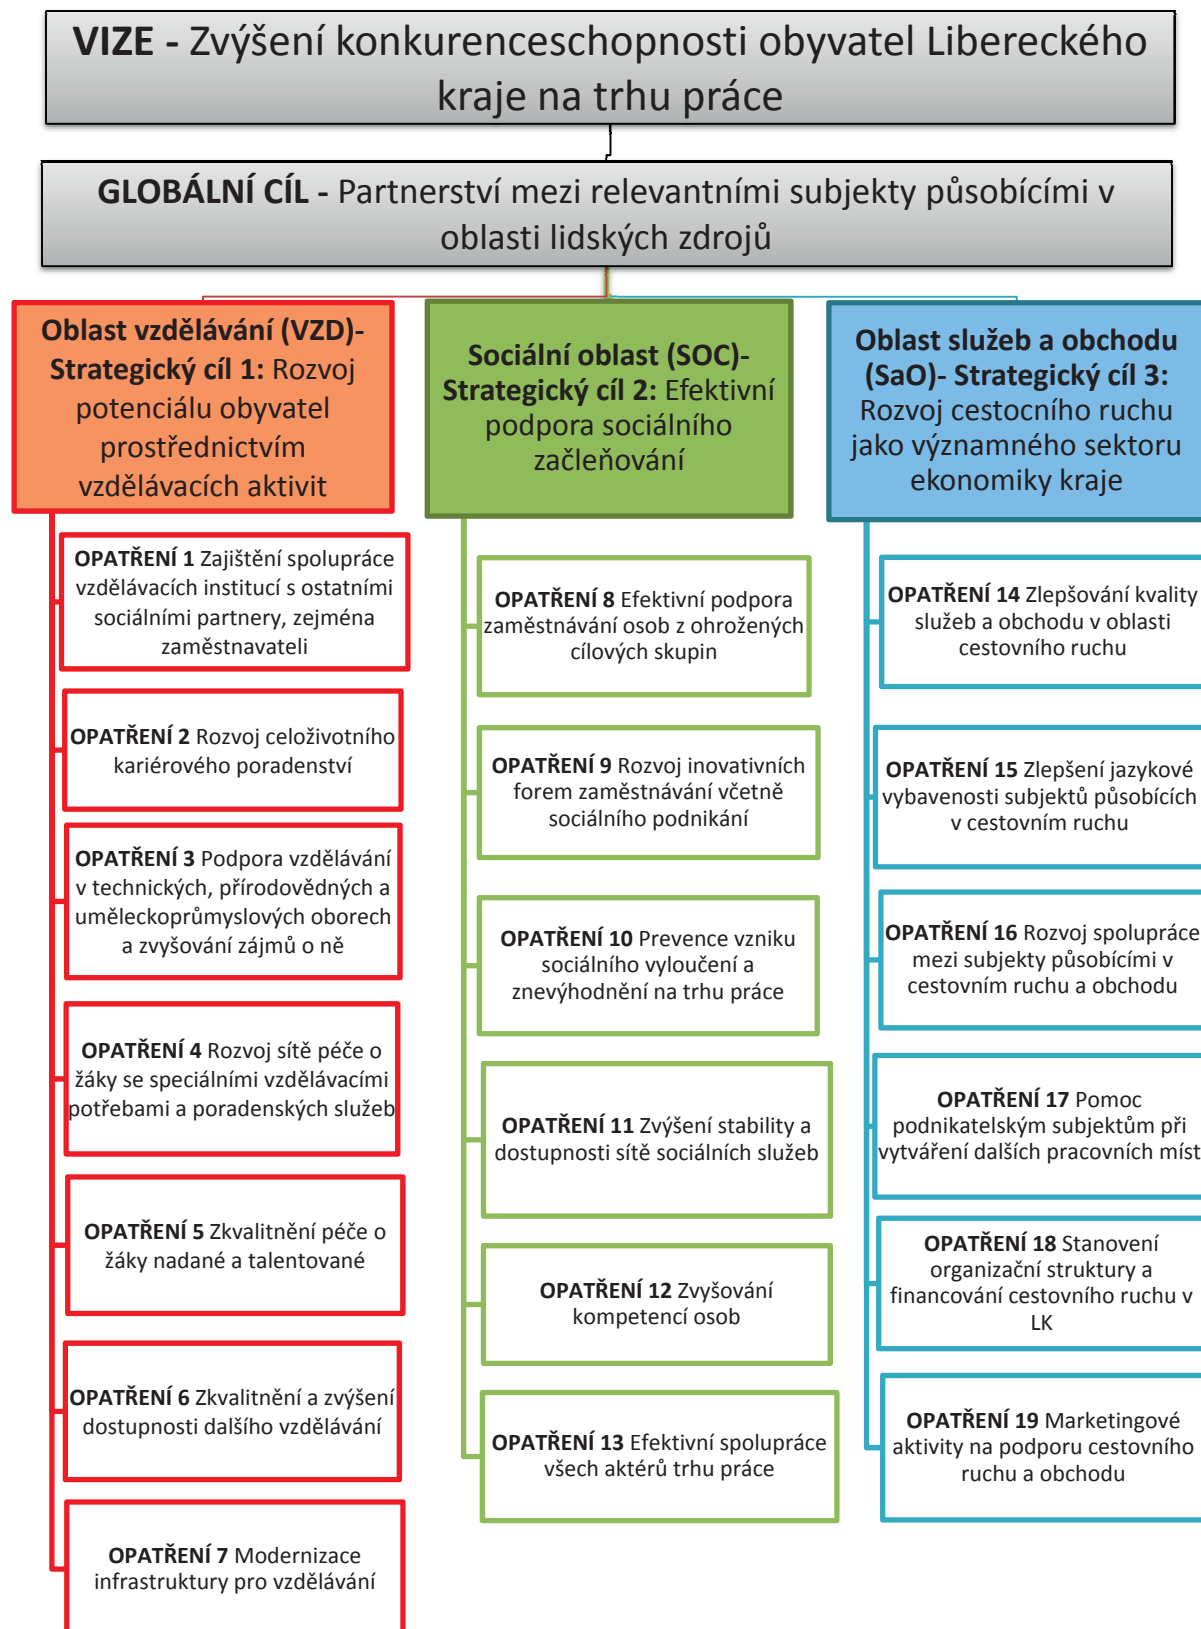 VIZE - Zvýšení konkurenceschopnosti obyvatel Libereckého
kraje na trhu práce
GLOBÁLNÍ CÍL - Partnerství mezi relevantními subjekty působícími v
oblasti lidských zdrojů
Oblast vzdělávání (VZD)-
Strategický cíl 1: Rozvoj
potenciálu obyvatel
prostřednictvím
vzdělávacích aktivit
OPATŘENÍ 1 Zajištění spolupráce
vzdělávacích institucí s ostatními
sociálními partnery, zejména
zaměstnavateli
OPATŘENÍ 2 Rozvoj celoživotního
kariérového poradenství
OPATŘENÍ 3 Podpora vzdělávání
v technických, přírodovědných a
uměleckoprůmyslových oborech
a zvyšování zájmů o ně
OPATŘENÍ 4 Rozvoj sítě péče o
žáky se speciálními vzdělávacími
potřebami a poradenských služeb
OPATŘENÍ 5 Zkvalitnění péče o
žáky nadané a talentované
OPATŘENÍ 6 Zkvalitnění a zvýšení
dostupnosti dalšího vzdělávání
OPATŘENÍ 7 Modernizace
infrastruktury pro vzdělávání
Sociální oblast (SOC)-
Strategický cíl 2: Efektivní
podpora sociálního
začleňování
OPATŘENÍ 8 Efektivní podpora
zaměstnávání osob z ohrožených
cílových skupin
OPATŘENÍ 9 Rozvoj inovativních
forem zaměstnávání včetně
sociálního podnikání
OPATŘENÍ 10 Prevence vzniku
sociálního vyloučení a
znevýhodnění na trhu práce
OPATŘENÍ 11 Zvýšení stability a
dostupnosti sítě sociálních služeb
OPATŘENÍ 12 Zvyšování
kompetencí osob
OPATŘENÍ 13 Efektivní spolupráce
všech aktérů trhu práce
Oblast služeb a obchodu
(SaO)- Strategický cíl 3:
Rozvoj cestocního ruchu
jako významného sektoru
ekonomiky kraje
OPATŘENÍ 14 Zlepšování kvality
služeb a obchodu v oblasti
cestovního ruchu
OPATŘENÍ 15 Zlepšení jazykové
vybavenosti subjektů působících
v cestovním ruchu
OPATŘENÍ 16 Rozvoj spolupráce
mezi subjekty působícími v
cestovním ruchu a obchodu
OPATŘENÍ 17 Pomoc
podnikatelským subjektům při
vytváření dalších pracovních míst
OPATŘENÍ 18 Stanovení
organizační struktury a
financování cestovního ruchu v
LK
OPATŘENÍ 19 Marketingové
aktivity na podporu cestovního
ruchu a obchodu